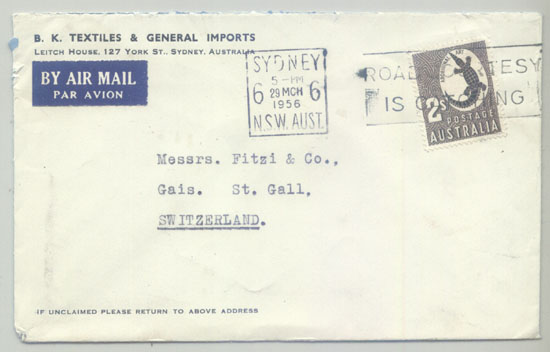 B. K. TEXTILES & GENERAL IMPORTS
LEITCH HOUSE, 127 YORK ST., SYDNEY, AUSTRALIA
BY AIR MAIL
PAR AVION
SYDNEY
5 - PM
6 29 MCH 6
1956
N.S.W. AUST.
ROAD TESY
IS ING
2s
POSTAGE
AUSTRALIA
Messrs. Fitzi & Co.,
Gais. St. Gall,
SWITZERLAND.
IF UNCLAIMED PLEASE RETURN TO ABOVE ADDRESS